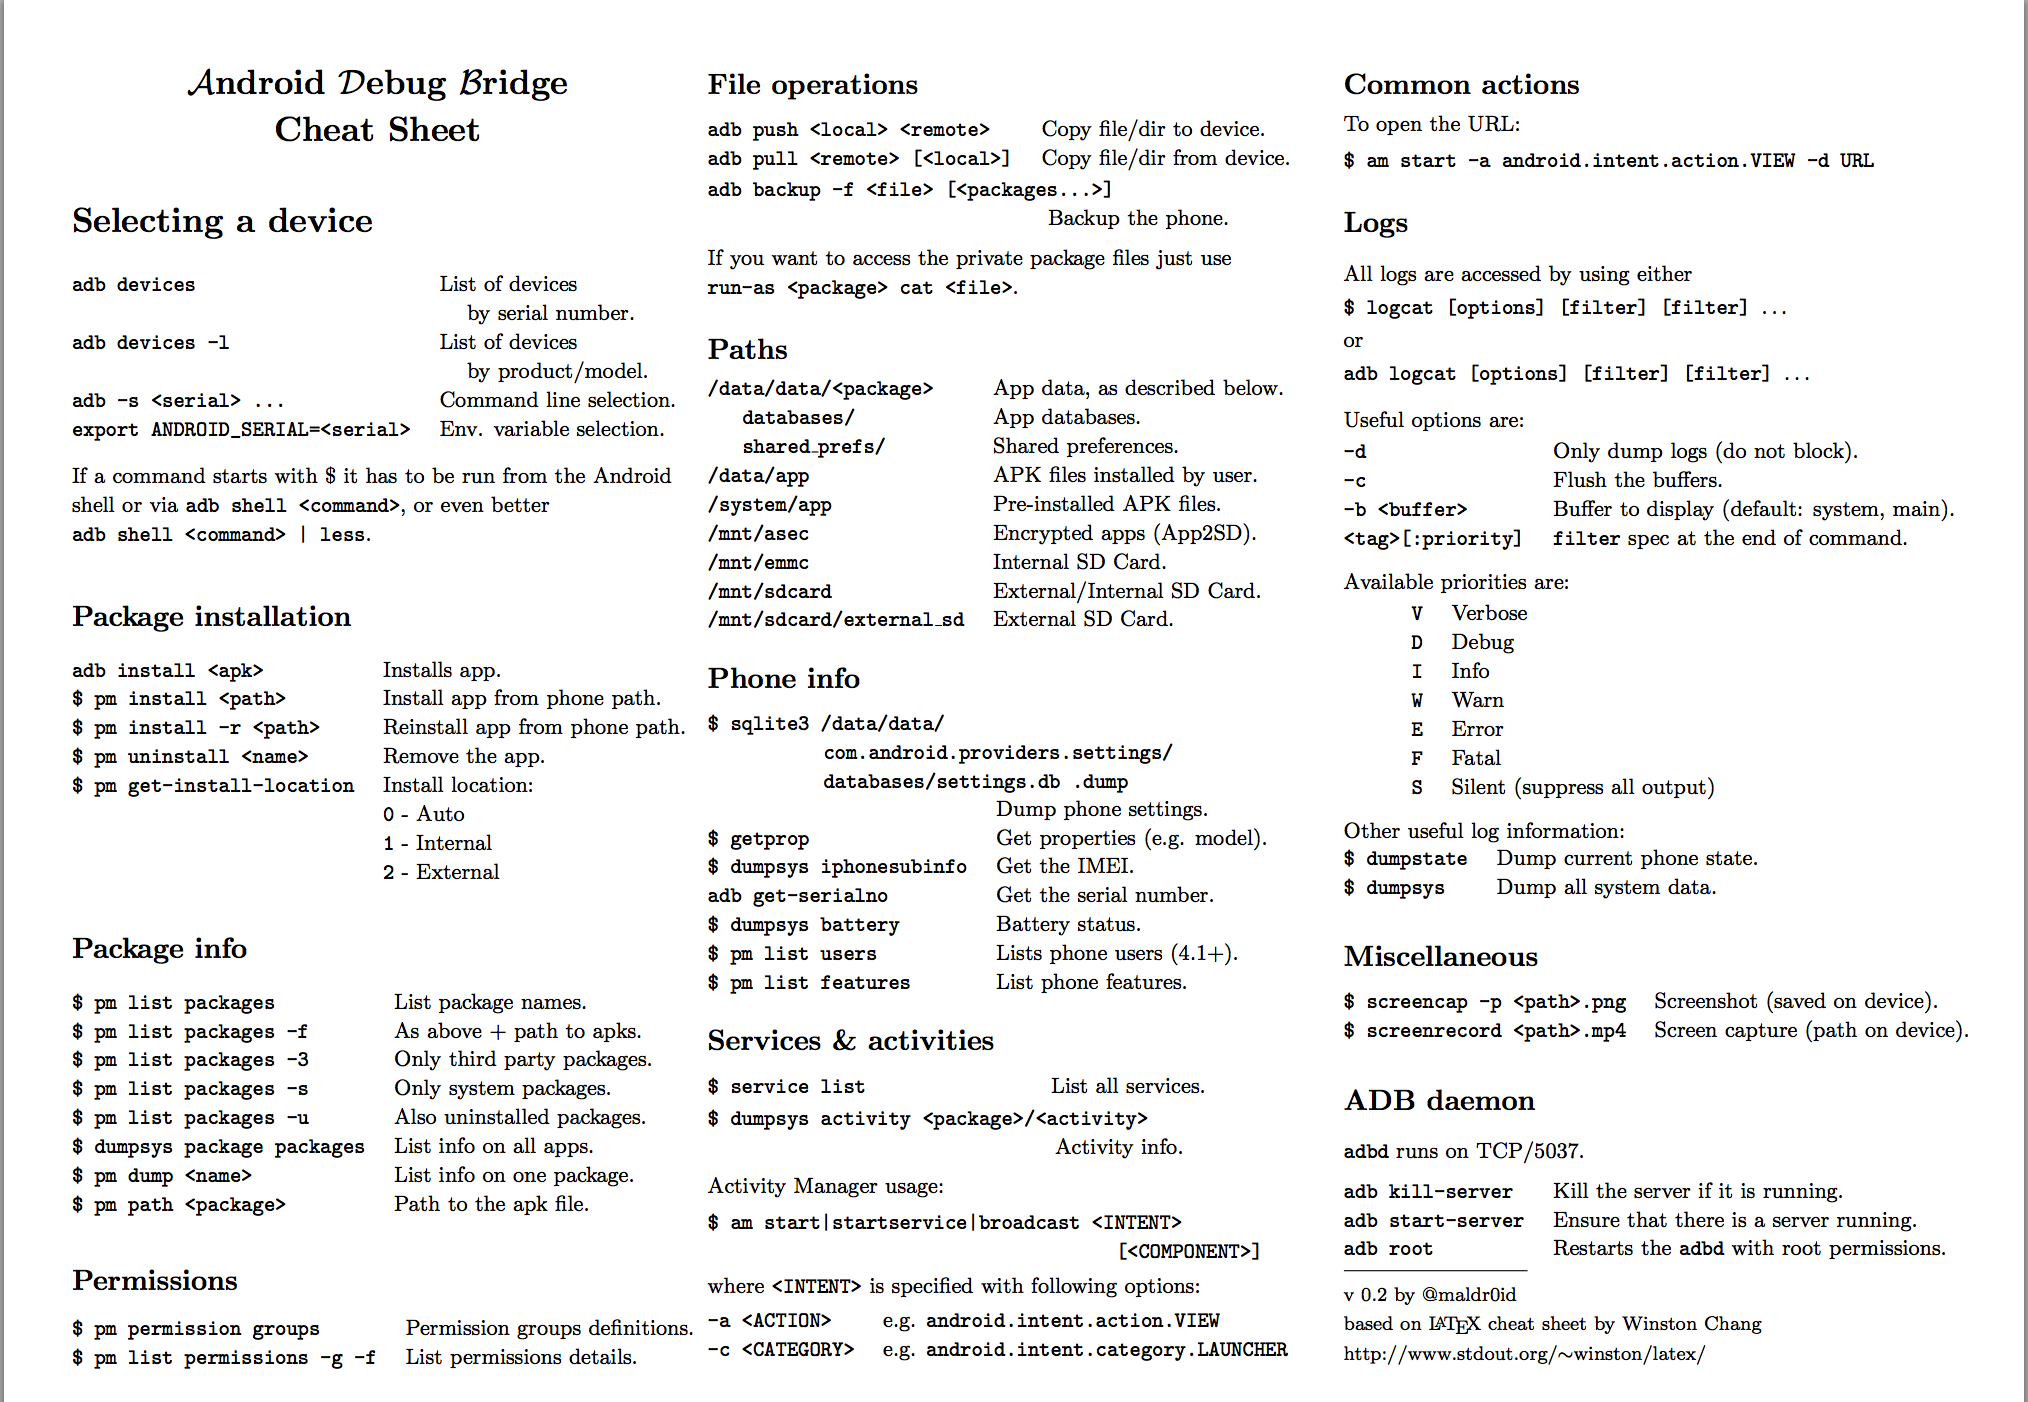 Android Debug Bridge
Cheat Sheet
Selecting a device
adb devices List of devices
by serial number.
adb devices -l List of devices
by product/model.
adb -s <serial> ... Command line selection.
export ANDROID_SERIAL=<serial> Env. variable selection.
If a command starts with $ it has to be run from the Android
shell or via adb shell <command>, or even better
adb shell <command> | less.
Package installation
adb install <apk> Installs app.
$ pm install <path> Install app from phone path.
$ pm install -r <path> Reinstall app from phone path.
$ pm uninstall <name> Remove the app.
$ pm get-install-location Install location:
0 - Auto
1 - Internal
2 - External
Package info
$ pm list packages List package names.
$ pm list packages -f As above + path to apks.
$ pm list packages -3 Only third party packages.
$ pm list packages -s Only system packages.
$ pm list packages -u Also uninstalled packages.
$ dumpsys package packages List info on all apps.
$ pm dump <name> List info on one package.
$ pm path <package> Path to the apk file.
Permissions
$ pm permission groups Permission groups definitions.
$ pm list permissions -g -f List permissions details.
File operations
adb push <local> <remote> Copy file/dir to device.
adb pull <remote> [<local>] Copy file/dir from device.
adb backup -f <file> [<packages...>]
Backup the phone.
If you want to access the private package files just use
run-as <package> cat <file>.
Paths
/data/data/<package> App data, as described below.
databases/ App databases.
shared_prefs/ Shared preferences.
/data/app APK files installed by user.
/system/app Pre-installed APK files.
/mnt/asec Encrypted apps (App2SD).
/mnt/emmc Internal SD Card.
/mnt/sdcard External/Internal SD Card.
/mnt/sdcard/external_sd External SD Card.
Phone info
$ sqlite3 /data/data/
com.android.providers.settings/
databases/settings.db .dump
Dump phone settings.
$ getprop Get properties (e.g. model).
$ dumpsys iphonesubinfo Get the IMEI.
adb get-serialno Get the serial number.
$ dumpsys battery Battery status.
$ pm list users Lists phone users (4.1+).
$ pm list features List phone features.
Services & activities
$ service list List all services.
$ dumpsys activity <package>/<activity>
Activity info.
Activity Manager usage:
$ am start|startservice|broadcast <INTENT>
[<COMPONENT>]
where <INTENT> is specified with following options:
-a <ACTION> e.g. android.intent.action.VIEW
-c <CATEGORY> e.g. android.intent.category.LAUNCHER
Common actions
To open the URL:
$ am start -a android.intent.action.VIEW -d URL
Logs
All logs are accessed by using either
$ logcat [options] [filter] [filter] ...
or
adb logcat [options] [filter] [filter] ...
Useful options are:
-d Only dump logs (do not block).
-c Flush the buffers.
-b <buffer> Buffer to display (default: system, main).
<tag>[:priority] filter spec at the end of command.
Available priorities are:
V Verbose
D Debug
I Info
W Warn
E Error
F Fatal
S Silent (suppress all output)
Other useful log information:
$ dumpstate Dump current phone state.
$ dumpsys Dump all system data.
Miscellaneous
$ screencap -p <path>.png Screenshot (saved on device).
$ screenrecord <path>.mp4 Screen capture (path on device).
ADB daemon
adbd runs on TCP/5037.
adb kill-server Kill the server if it is running.
adb start-server Ensure that there is a server running.
adb root Restarts the adbd with root permissions.
v 0.2 by @maldr0id
based on LATEX cheat sheet by Winston Chang
http://www.stdout.org/~winston/latex/